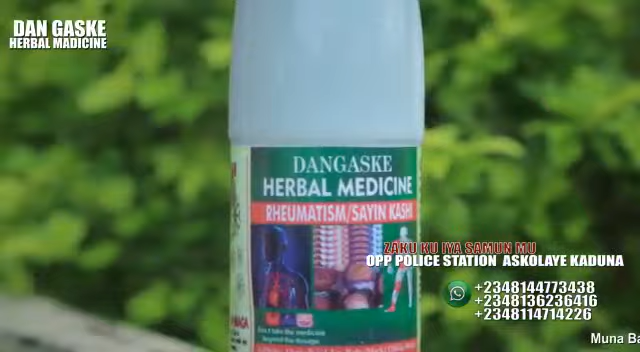 DAN GASKE
HERBAL MADICINE
DANGASKE
HERBAL MEDICINE
RHEUMATISM/SAYIN KASHI
ZAKU KU IYA SAMUN MU
OPP POLICE STATION ASKOLAYE KADUNA
+2348144773438
+2348136236416
+2348114714226
Muna Ba